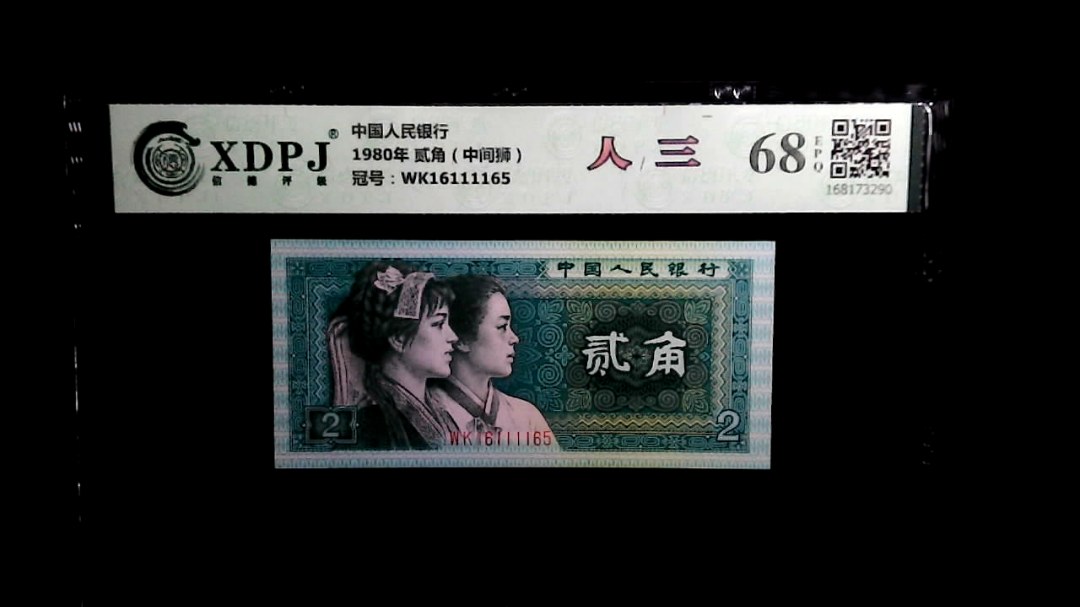 XDPJ®
信德评级
中国人民银行
1980年 贰角（中间狮）
冠号：WK16111165
人 / 三
68
EPQ
168173290
中国人民银行
贰角
2
2
WK 16111165